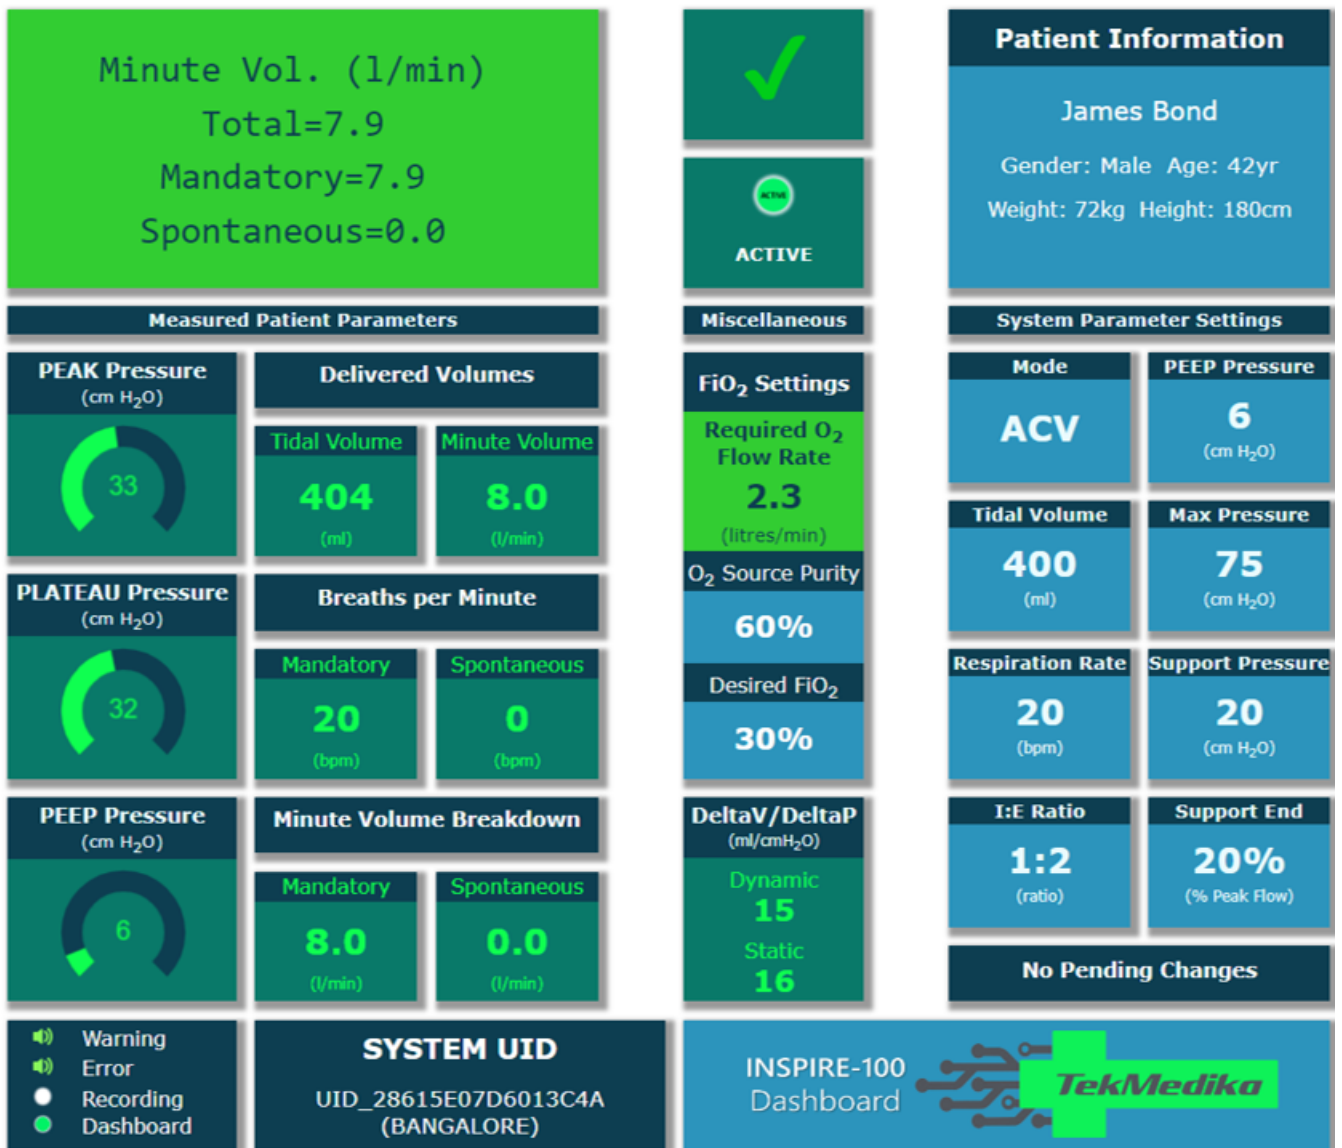 Minute Vol. (l/min)
Total=7.9
Mandatory=7.9
Spontaneous=0.0
ACTIVE
ACTIVE
Patient Information
James Bond
Gender: Male Age: 42yr
Weight: 72kg Height: 180cm
Measured Patient Parameters
PEAK Pressure
(cm H₂O)
33
Delivered Volumes
Tidal Volume
404
(ml)
Minute Volume
8.0
(l/min)
PLATEAU Pressure
(cm H₂O)
32
Breaths per Minute
Mandatory
20
(bpm)
Spontaneous
0
(bpm)
PEEP Pressure
(cm H₂O)
6
Minute Volume Breakdown
Mandatory
8.0
(l/min)
Spontaneous
0.0
(l/min)
Miscellaneous
FiO₂ Settings
Required O₂
Flow Rate
2.3
(litres/min)
O₂ Source Purity
60%
Desired FiO₂
30%
DeltaV/DeltaP
(ml/cmH₂O)
Dynamic
15
Static
16
System Parameter Settings
Mode
ACV
PEEP Pressure
6
(cm H₂O)
Tidal Volume
400
(ml)
Max Pressure
75
(cm H₂O)
Respiration Rate
20
(bpm)
Support Pressure
20
(cm H₂O)
I:E Ratio
1:2
(ratio)
Support End
20%
(% Peak Flow)
No Pending Changes
Warning
Error
Recording
Dashboard
SYSTEM UID
UID_28615E07D6013C4A
(BANGALORE)
INSPIRE-100
Dashboard
TekMedika